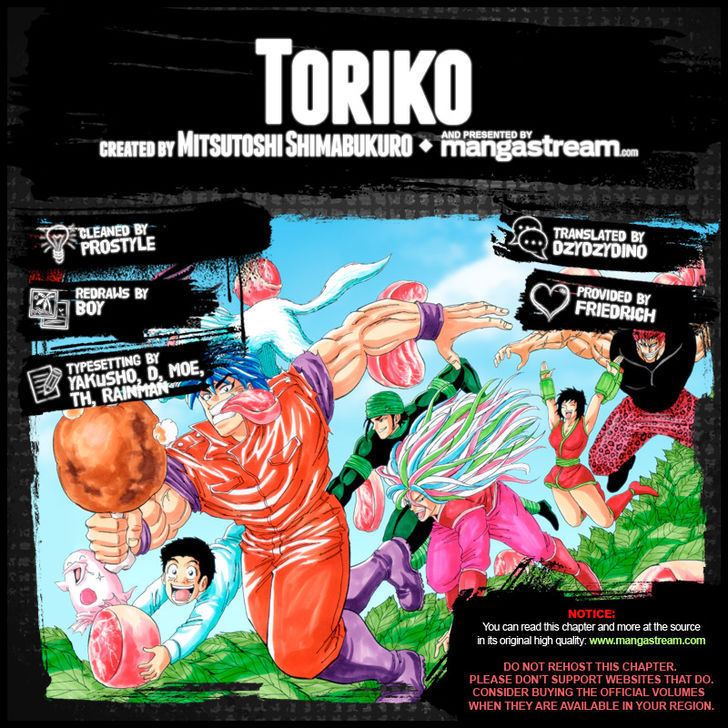 TORIKO
CREATED BY MITSUTOSHI SHIMABUKURO ◆ AND PRESENTED BY mangastream.com
CLEANED BY
PROSTYLE
REDRAWS BY
BOY
TYPESETTING BY
YAKUSHO, D, MOE,
TH, RAINMAN
TRANSLATED BY
DZYDZYDINO
PROVIDED BY
FRIEDRICH
NOTICE:
You can read this chapter and more at the source
in its original high quality: www.mangastream.com
DO NOT REHOST THIS CHAPTER.
PLEASE DON'T SUPPORT WEBSITES THAT DO.
CONSIDER BUYING THE OFFICIAL VOLUMES
WHEN THEY ARE AVAILABLE IN YOUR REGION.